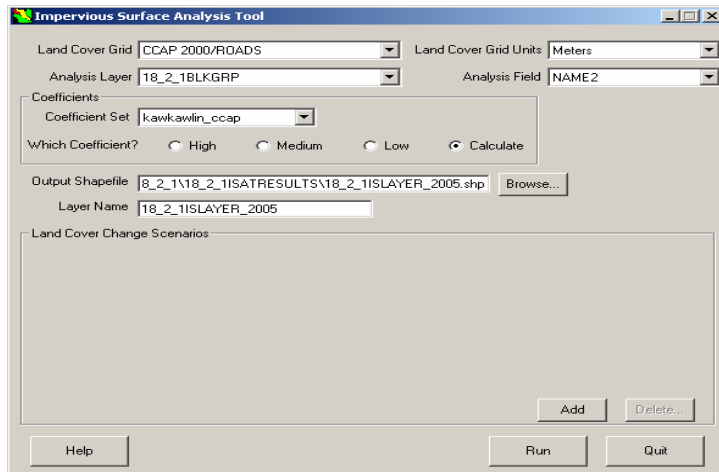 Impervious Surface Analysis Tool
Land Cover Grid CCAP 2000/ROADS Land Cover Grid Units Meters
Analysis Layer 18_2_1BLKGRP Analysis Field NAME2
Coefficients
Coefficient Set kawkawlin_ccap
Which Coefficient? High Medium Low Calculate
Output Shapefile 8_2_1\18_2_1ISATRESULTS\18_2_1ISLAYER_2005.shp Browse...
Layer Name 18_2_1ISLAYER_2005
Land Cover Change Scenarios
Add Delete...
Help Run Quit